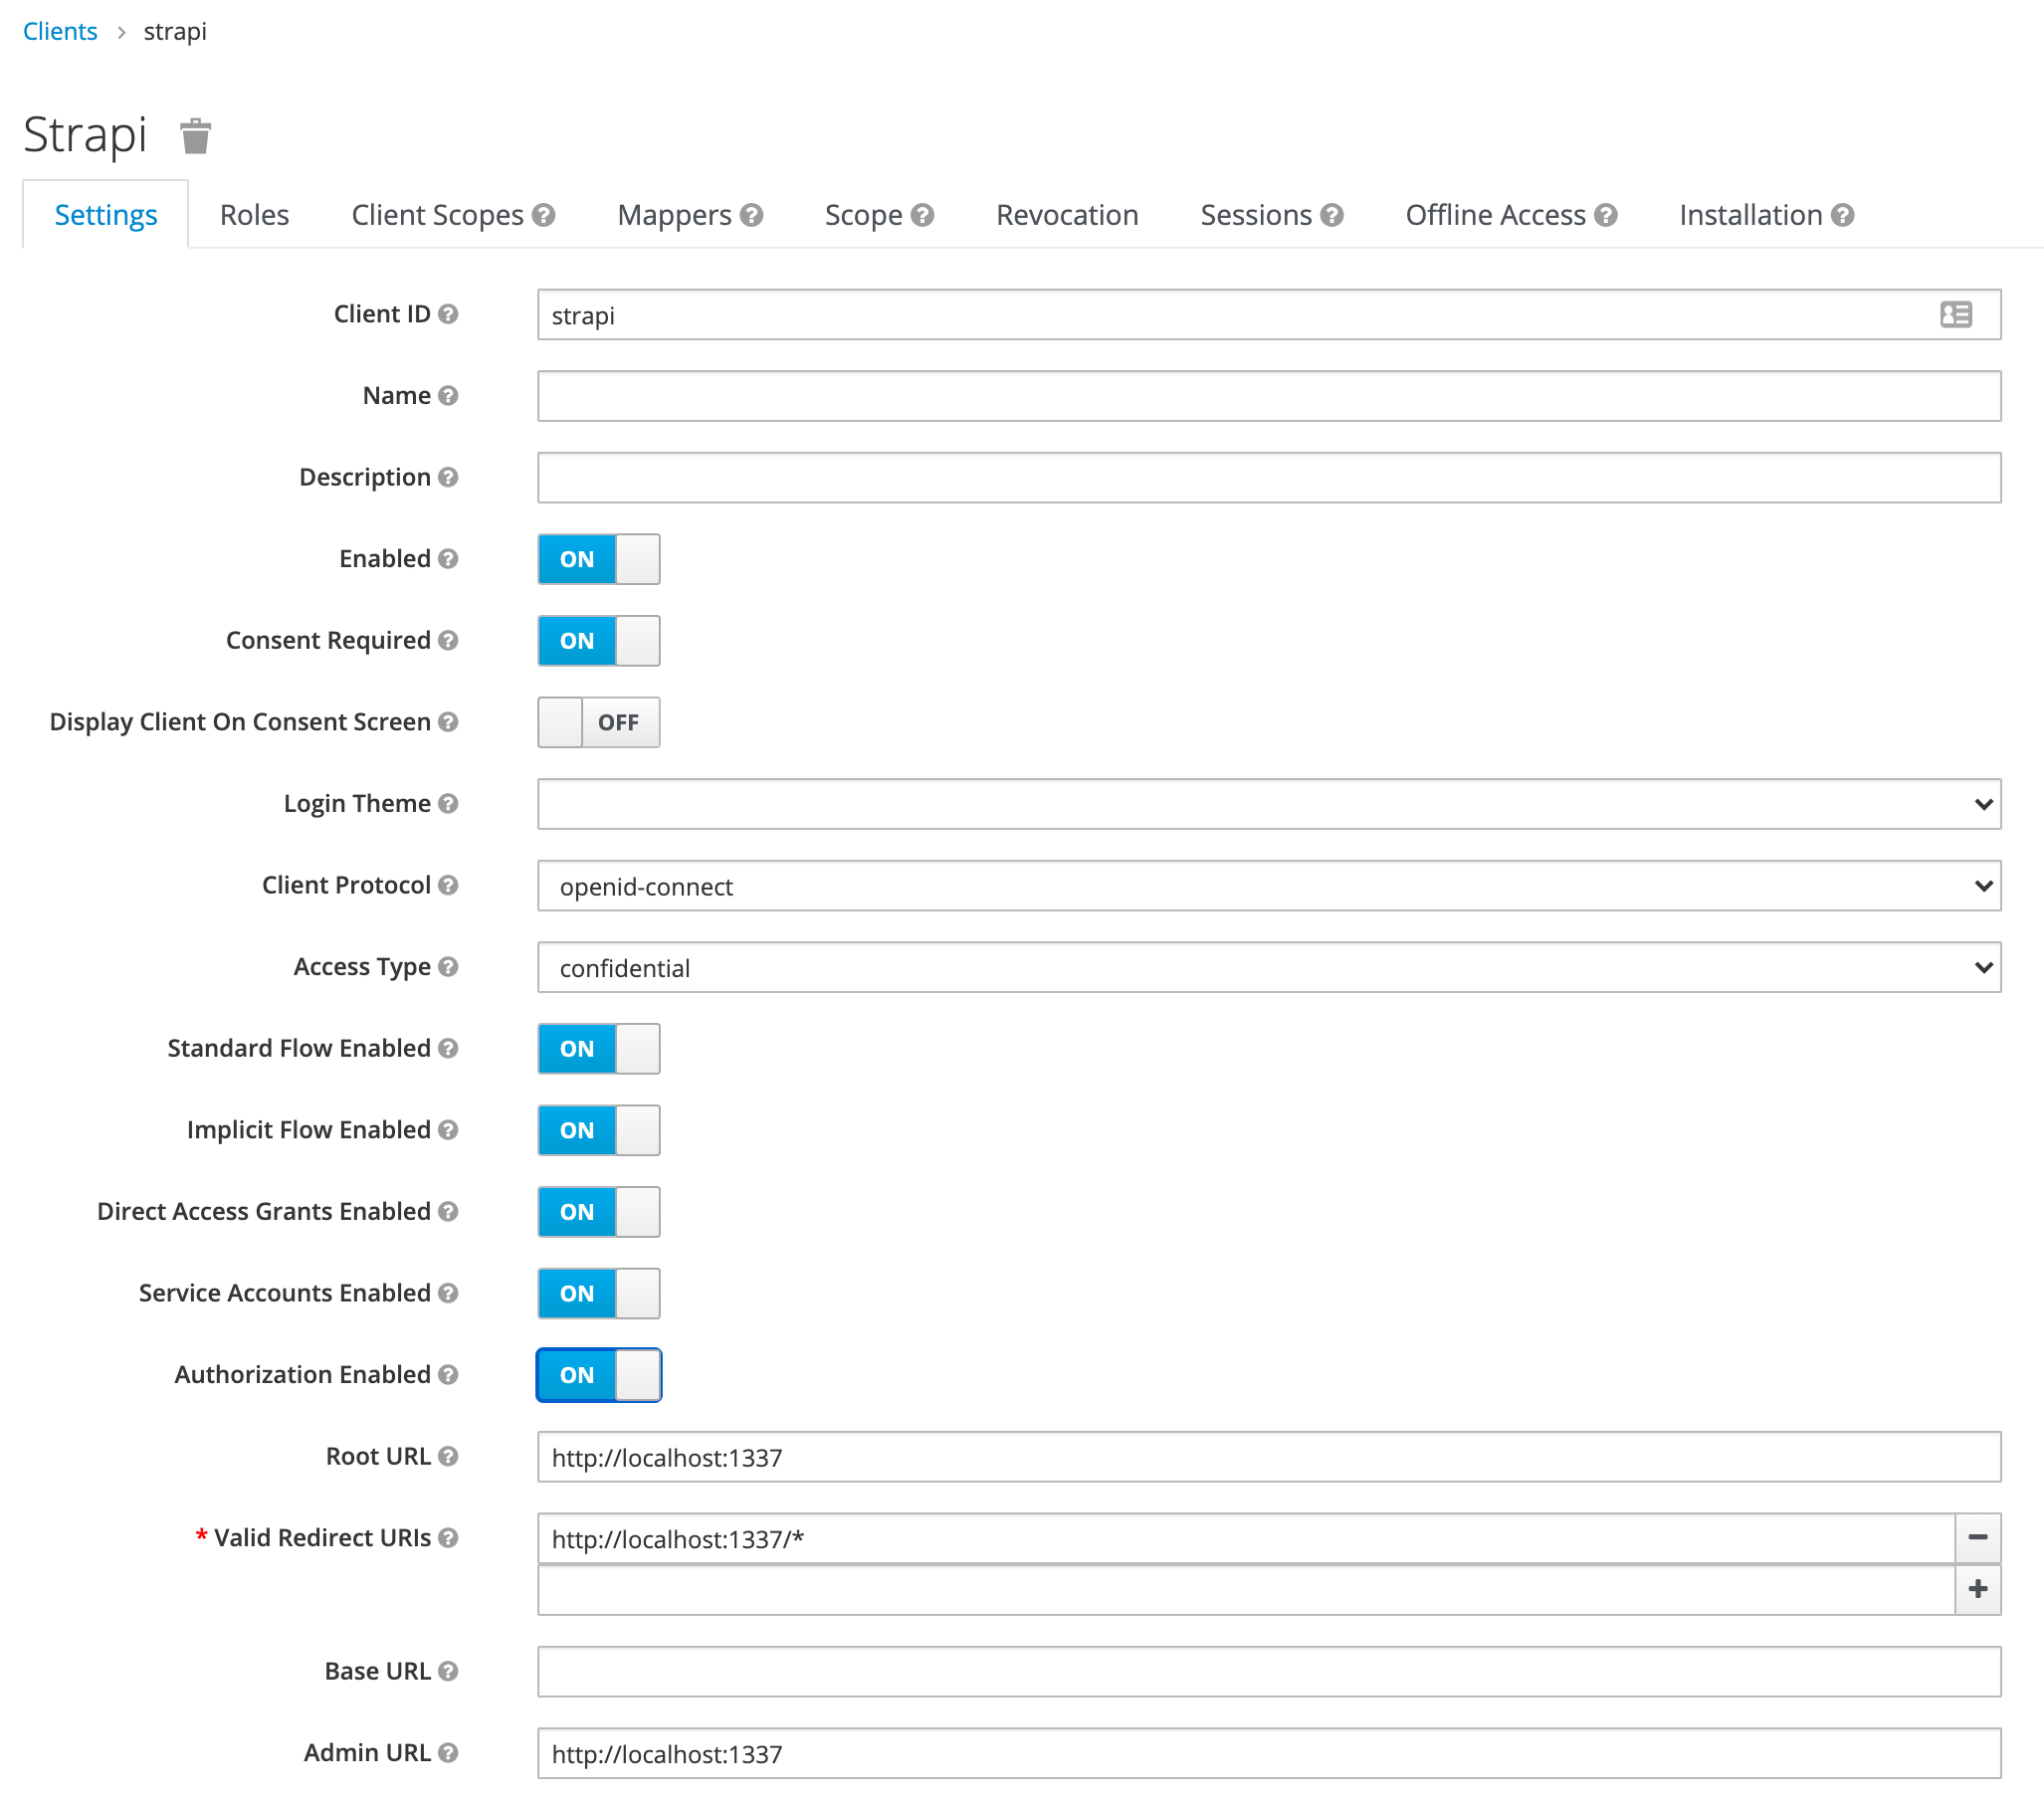 Clients > strapi
Strapi
Settings Roles Client Scopes Mappers Scope Revocation Sessions Offline Access Installation
Client ID strapi
Name
Description
Enabled ON
Consent Required ON
Display Client On Consent Screen OFF
Login Theme
Client Protocol openid-connect
Access Type confidential
Standard Flow Enabled ON
Implicit Flow Enabled ON
Direct Access Grants Enabled ON
Service Accounts Enabled ON
Authorization Enabled ON
Root URL http://localhost:1337
* Valid Redirect URIs http://localhost:1337/*
Base URL
Admin URL http://localhost:1337